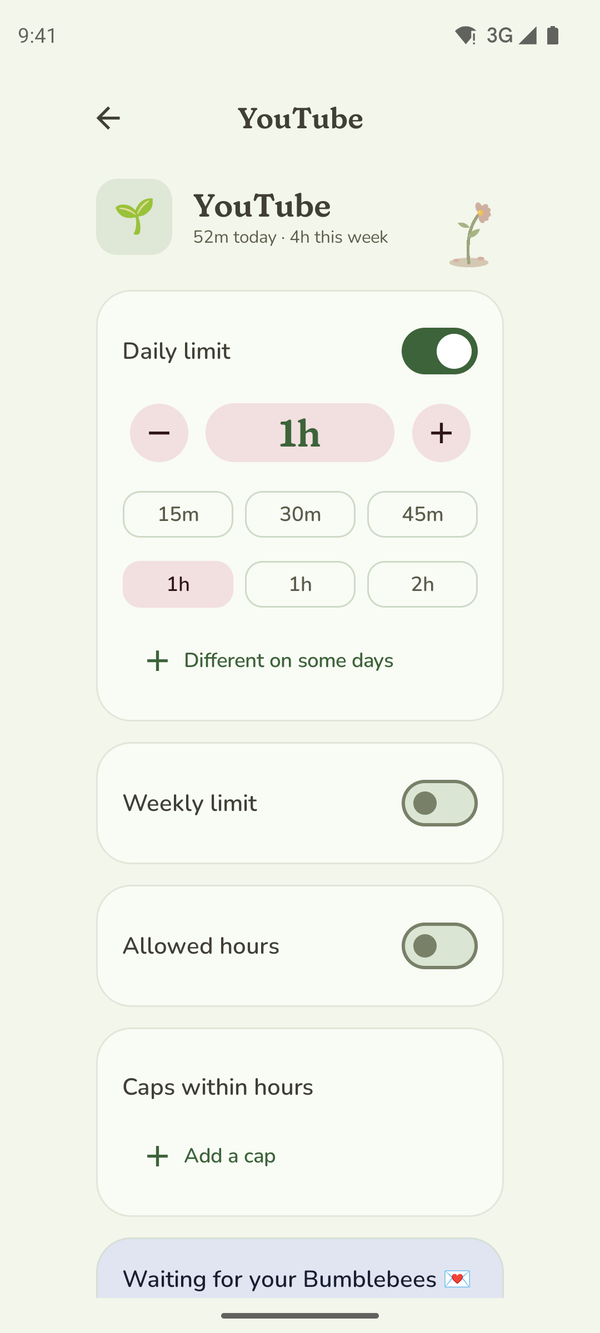 9:41
3G
YouTube
YouTube
52m today · 4h this week
Daily limit
1h
15m
30m
45m
1h
1h
2h
Different on some days
Weekly limit
Allowed hours
Caps within hours
Add a cap
Waiting for your Bumblebees 💌